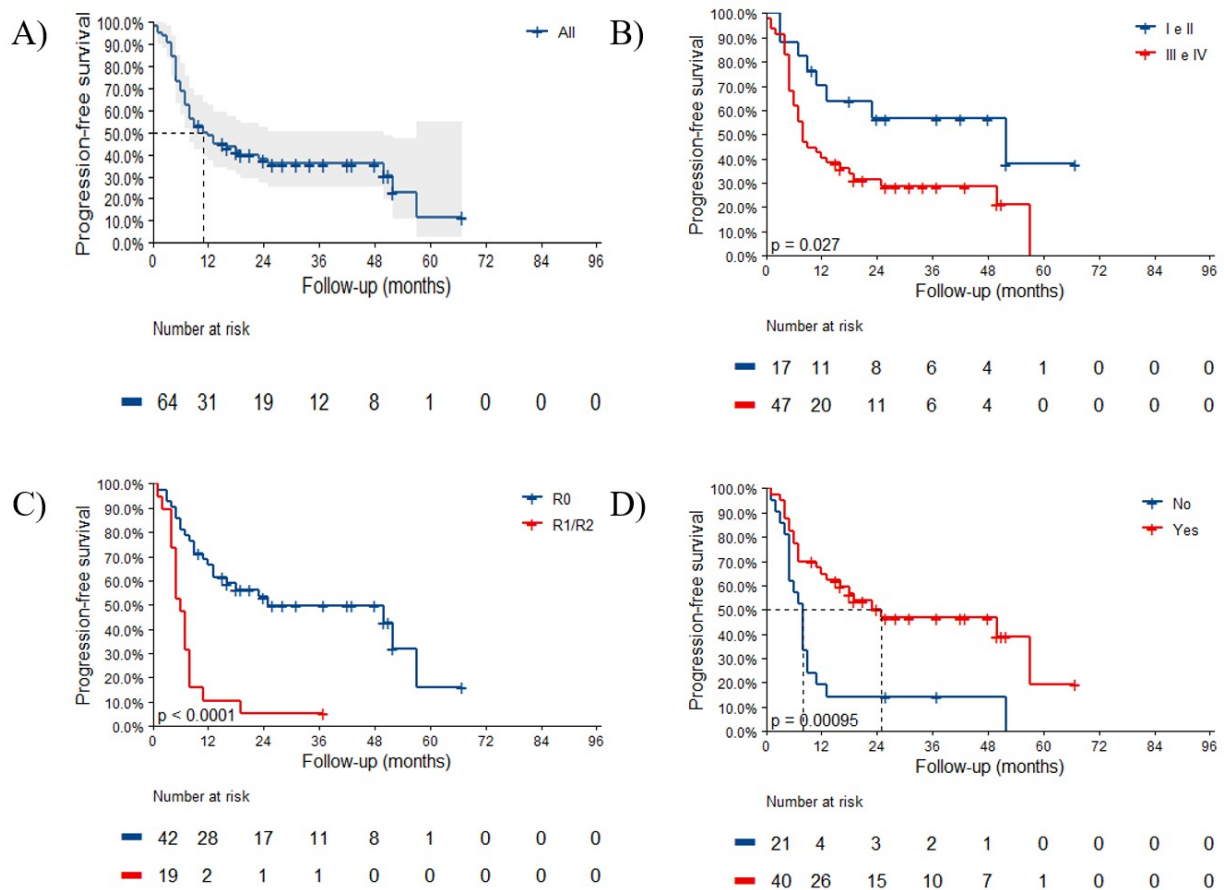 A)
Progression-free survival
100.0%
90.0%
80.0%
70.0%
60.0%
50.0%
40.0%
30.0%
20.0%
10.0%
0.0%
All
0 12 24 36 48 60 72 84 96
Follow-up (months)
Number at risk
64 31 19 12 8 1 0 0 0
B)
Progression-free survival
100.0%
90.0%
80.0%
70.0%
60.0%
50.0%
40.0%
30.0%
20.0%
10.0%
0.0%
I e II
III e IV
p = 0.027
0 12 24 36 48 60 72 84 96
Follow-up (months)
Number at risk
17 11 8 6 4 1 0 0 0
47 20 11 6 4 0 0 0 0
C)
Progression-free survival
100.0%
90.0%
80.0%
70.0%
60.0%
50.0%
40.0%
30.0%
20.0%
10.0%
0.0%
R0
R1/R2
p < 0.0001
0 12 24 36 48 60 72 84 96
Follow-up (months)
Number at risk
42 28 17 11 8 1 0 0 0
19 2 1 1 0 0 0 0 0
D)
Progression-free survival
100.0%
90.0%
80.0%
70.0%
60.0%
50.0%
40.0%
30.0%
20.0%
10.0%
0.0%
No
Yes
p = 0.00095
0 12 24 36 48 60 72 84 96
Follow-up (months)
Number at risk
21 4 3 2 1 0 0 0 0
40 26 15 10 7 1 0 0 0